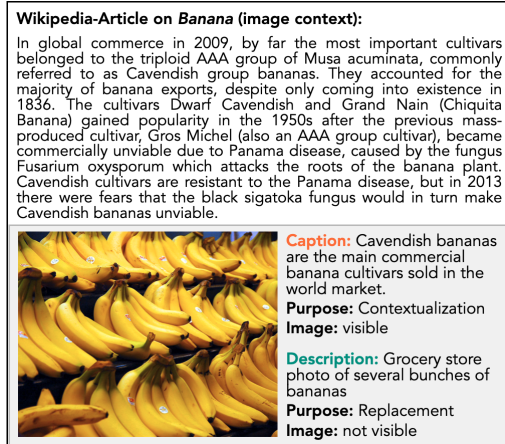 Wikipedia-Article on Banana (image context):
In global commerce in 2009, by far the most important cultivars
belonged to the triploid AAA group of Musa acuminata, commonly
referred to as Cavendish group bananas. They accounted for the
majority of banana exports, despite only coming into existence in
1836. The cultivars Dwarf Cavendish and Grand Nain (Chiquita
Banana) gained popularity in the 1950s after the previous mass-
produced cultivar, Gros Michel (also an AAA group cultivar), became
commercially unviable due to Panama disease, caused by the fungus
Fusarium oxysporum which attacks the roots of the banana plant.
Cavendish cultivars are resistant to the Panama disease, but in 2013
there were fears that the black sigatoka fungus would in turn make
Cavendish bananas unviable.
Caption: Cavendish bananas
are the main commercial
banana cultivars sold in the
world market.
Purpose: Contextualization
Image: visible
Description: Grocery store
photo of several bunches of
bananas
Purpose: Replacement
Image: not visible